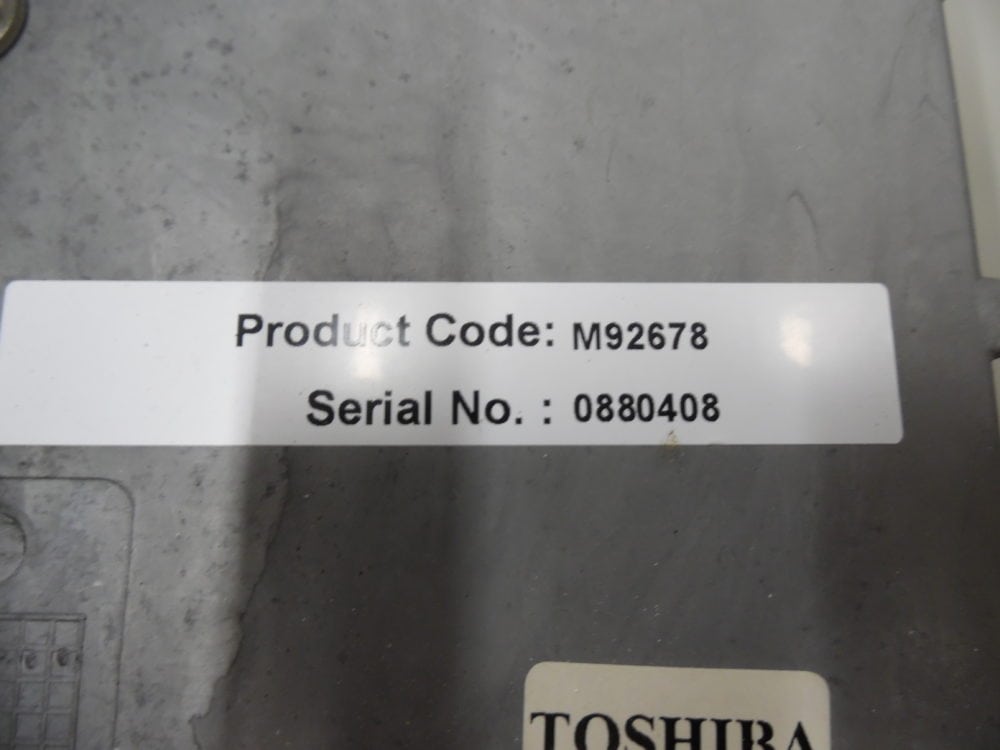 Product Code: M92678
Serial No. : 0880408
TOSHIBA